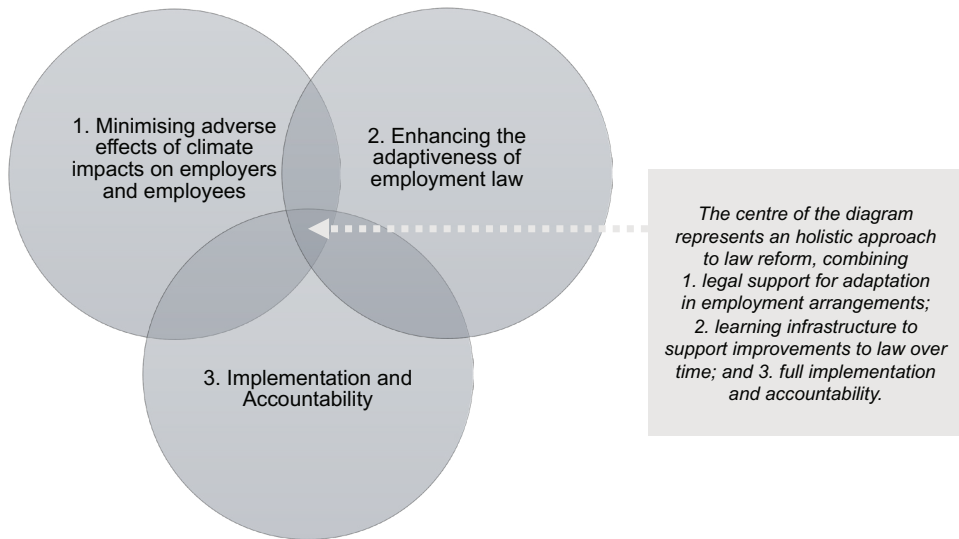 1. Minimising adverse
effects of climate
impacts on employers
and employees
2. Enhancing the
adaptiveness of
employment law
3. Implementation and
Accountability
The centre of the diagram
represents an holistic approach
to law reform, combining
1. legal support for adaptation
in employment arrangements;
2. learning infrastructure to
support improvements to law over
time; and 3. full implementation
and accountability.